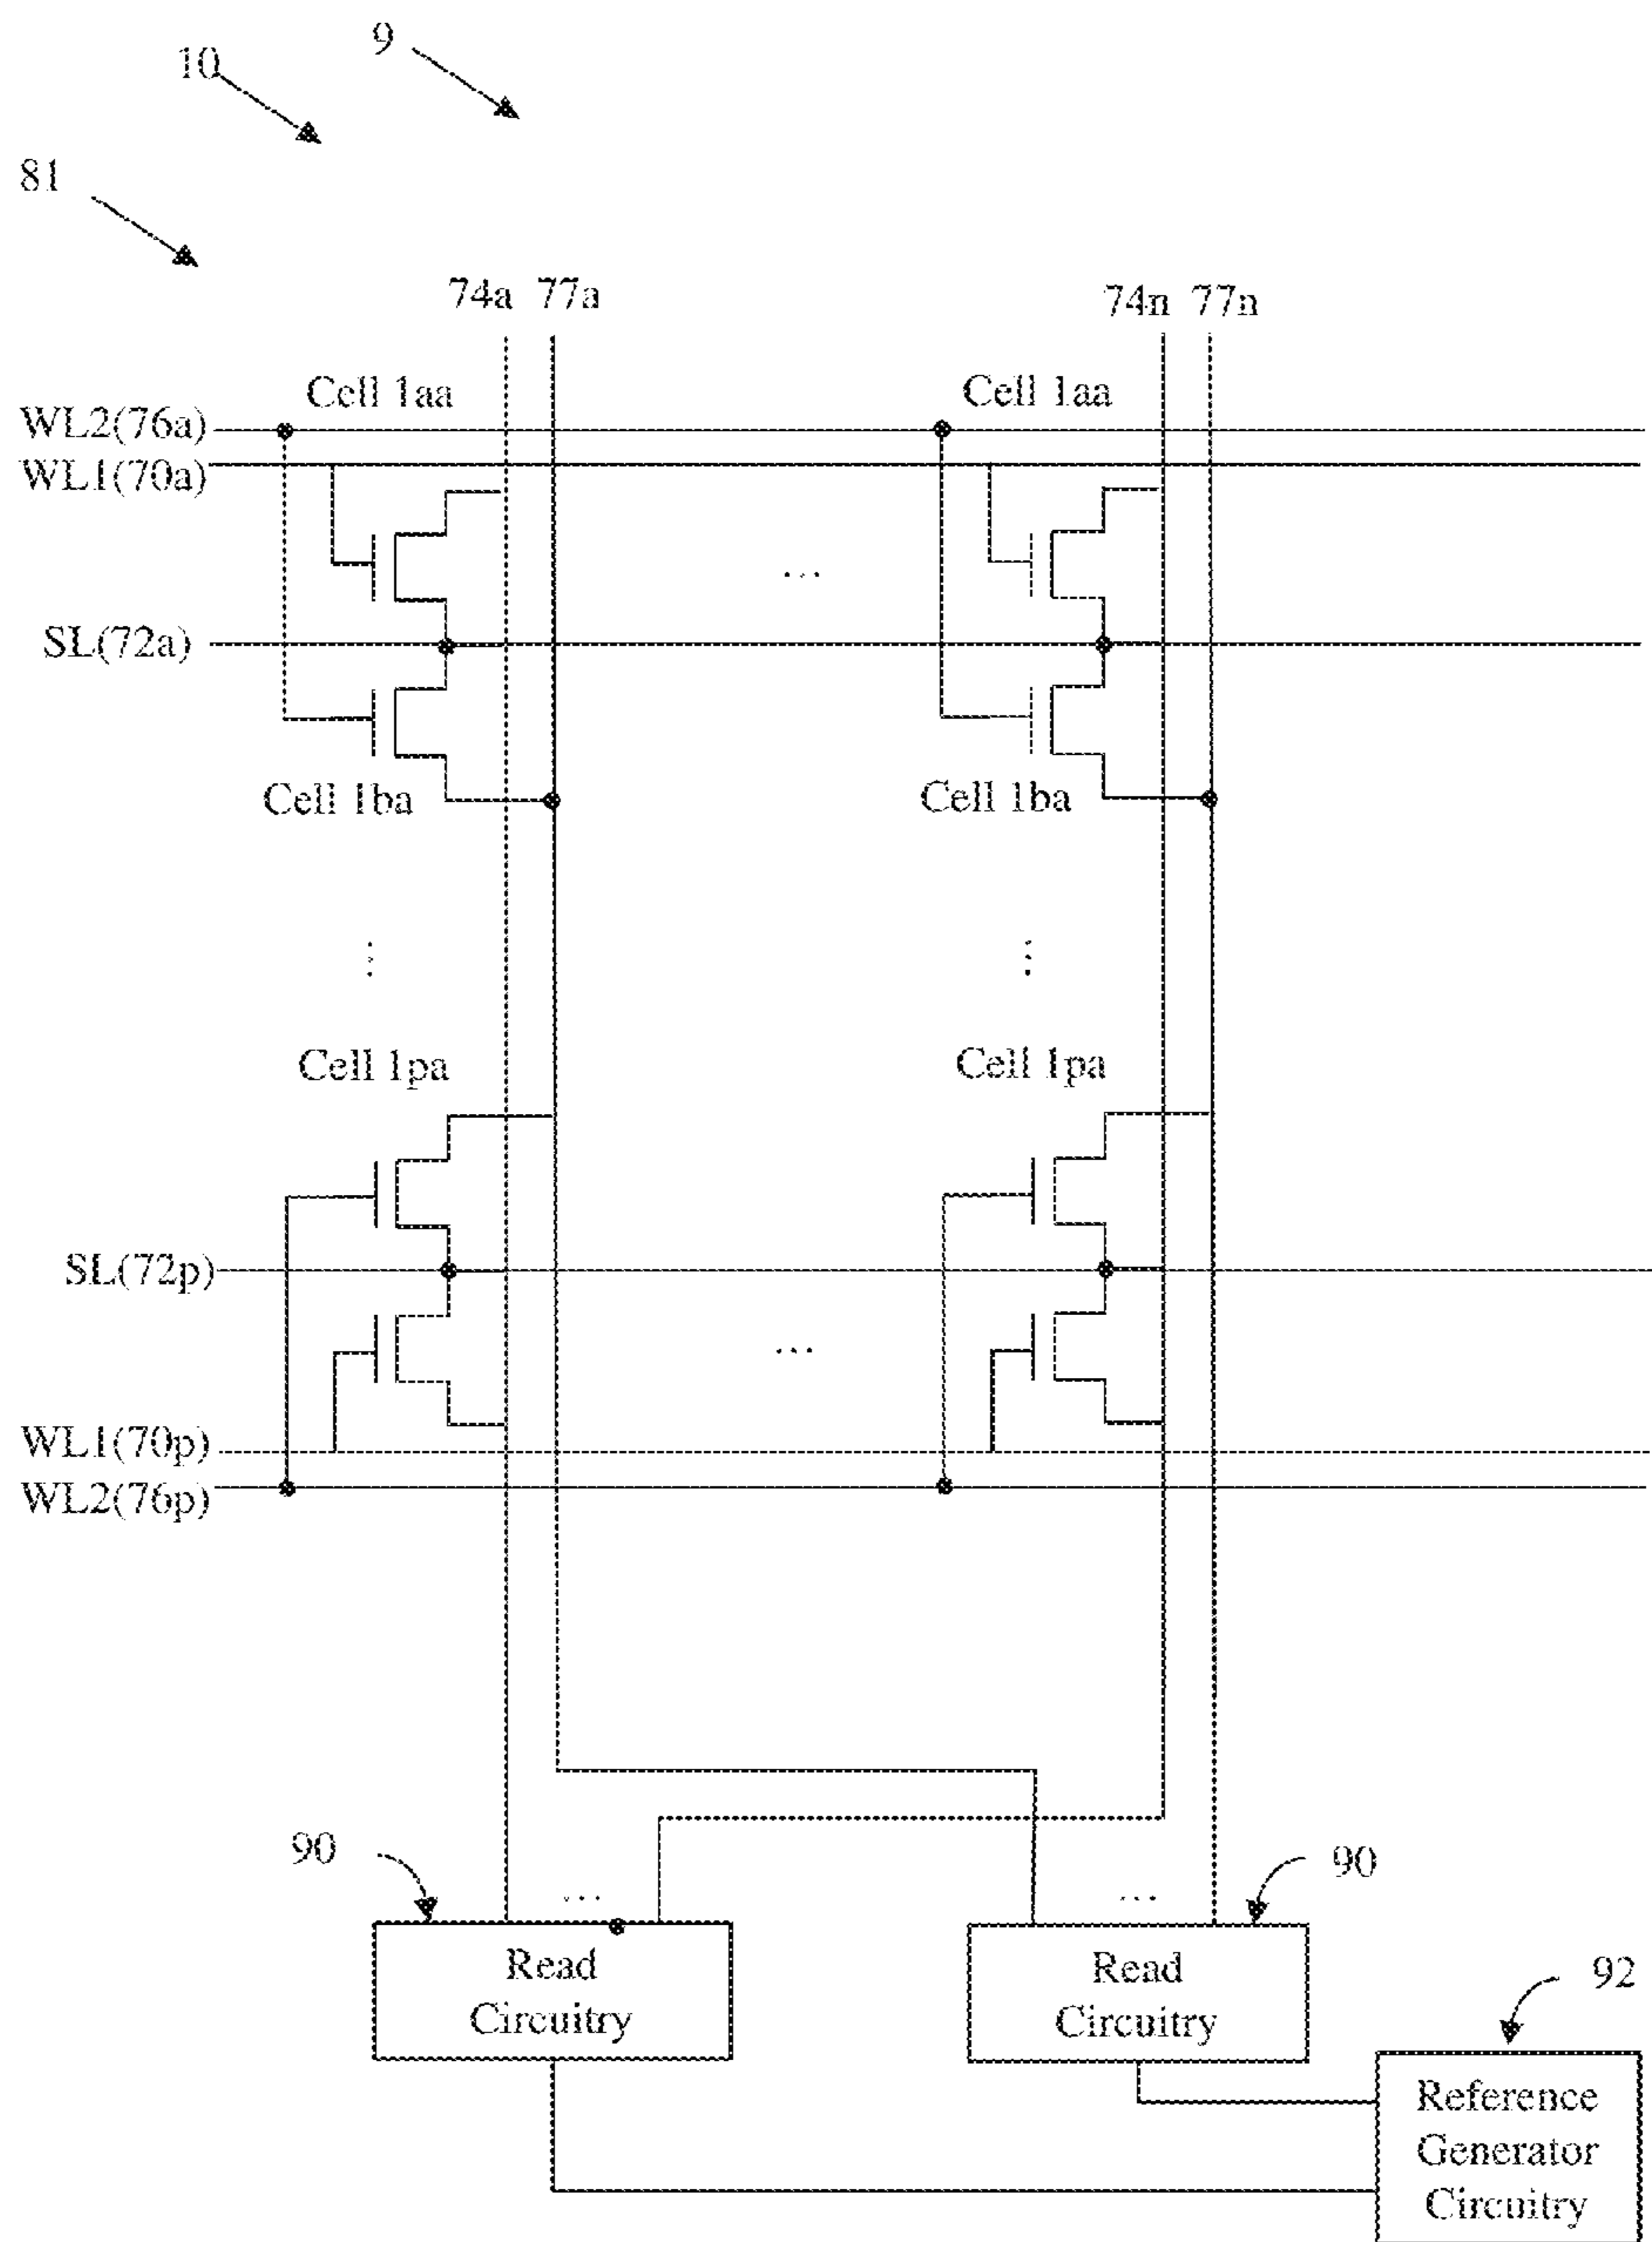 9
10
81
74a 77a
74n 77n
Cell 1aa
Cell 1aa
WL2(76a)
WL1(70a)
...
SL(72a)
Cell 1ba
Cell 1ba
...
...
Cell 1pa
Cell 1pa
SL(72p)
...
WL1(70p)
WL2(76p)
90
90
...
...
Read
Circuitry
Read
Circuitry
92
Reference
Generator
Circuitry